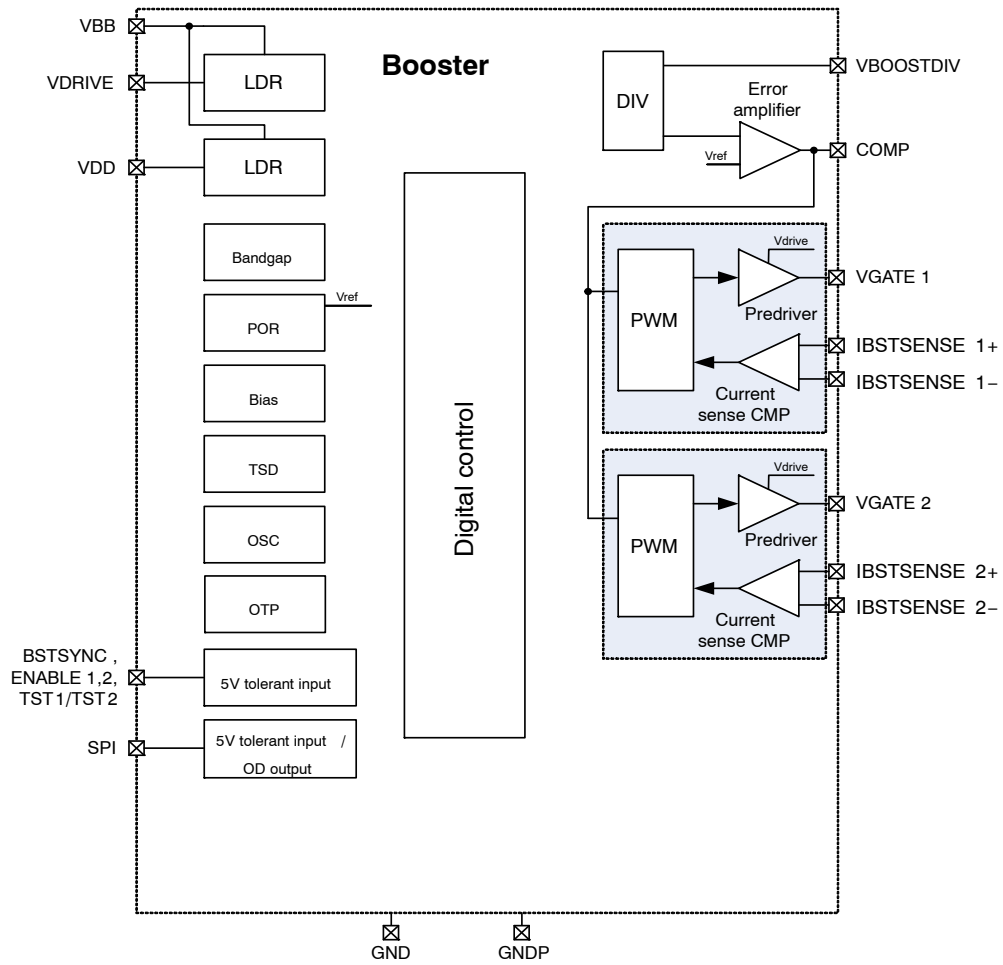 Booster
VBB
VDRIVE
LDR
VDD
LDR
Bandgap
POR
Vref
Bias
TSD
OSC
OTP
BSTSYNC ,
ENABLE 1,2,
TST1/TST2
5V tolerant input
SPI
5V tolerant input /
OD output
Digital control
DIV
Error
amplifier
Vref
VBOOSTDIV
COMP
PWM
Vdrive
Predriver
Current
sense CMP
VGATE 1
IBSTSENSE 1+
IBSTSENSE 1−
PWM
Vdrive
Predriver
Current
sense CMP
VGATE 2
IBSTSENSE 2+
IBSTSENSE 2−
GND
GNDP